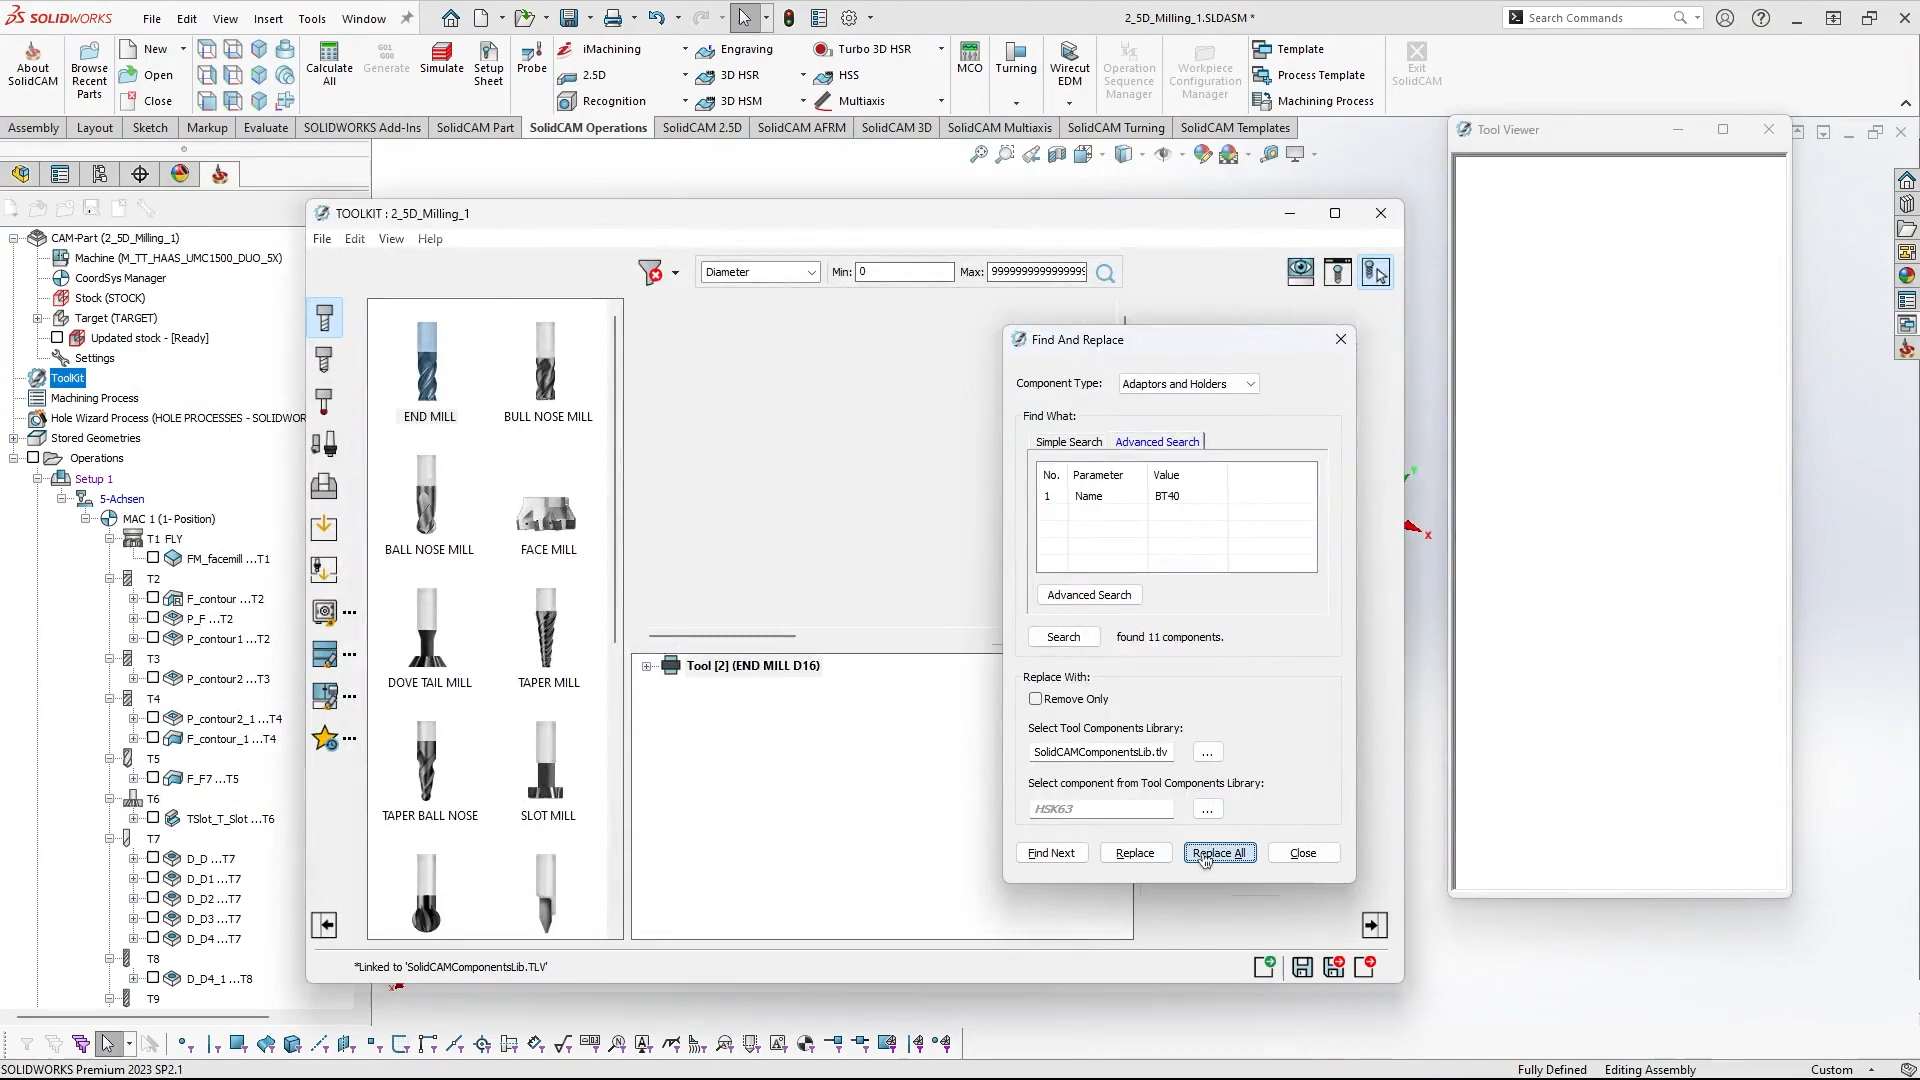 SOLIDWORKS
File
Edit
View
Insert
Tools
Window
2_5D_Milling_1.SLDASM *
Search Commands
About
SolidCAM
Browse
Recent
Parts
New
Open
Close
Calculate
All
G01
G00
Generate
Simulate
Setup
Sheet
Probe
iMachining
2.5D
Recognition
Engraving
3D HSR
3D HSM
Turbo 3D HSR
HSS
Multiaxis
MCO
Turning
Wirecut
EDM
Operation
Sequence
Manager
Workpiece
Configuration
Manager
Template
Process Template
Machining Process
Exit
SolidCAM
Assembly
Layout
Sketch
Markup
Evaluate
SOLIDWORKS Add-Ins
SolidCAM Part
SolidCAM Operations
SolidCAM 2.5D
SolidCAM AFRM
SolidCAM 3D
SolidCAM Multiaxis
SolidCAM Turning
SolidCAM Templates
CAM-Part (2_5D_Milling_1)
Machine (M_TT_HAAS_UMC1500_DUO_5X)
CoordSys Manager
Stock (STOCK)
Target (TARGET)
Updated stock - [Ready]
Settings
ToolKit
Machining Process
Hole Wizard Process (HOLE PROCESSES - SOLIDWOR
Stored Geometries
Operations
Setup 1
5-Achsen
MAC 1 (1- Position)
T1 FLY
FM_facemill ...T1
T2
F_contour ...T2
P_F ...T2
P_contour1 ...T2
T3
P_contour2 ...T3
T4
P_contour2_1 ...T4
F_contour_1 ...T4
T5
F_F7 ...T5
T6
TSlot_T_Slot ...T6
T7
D_D ...T7
D_D1 ...T7
D_D2 ...T7
D_D3 ...T7
D_D4 ...T7
T8
D_D4_1 ...T8
T9
TOOLKIT : 2_5D_Milling_1
File
Edit
View
Help
Diameter
Min: 0
Max: 9999999999999999
END MILL
BULL NOSE MILL
BALL NOSE MILL
FACE MILL
DOVE TAIL MILL
TAPER MILL
TAPER BALL NOSE
SLOT MILL
Tool [2] (END MILL D16)
*Linked to 'SolidCAMComponentsLib.TLV'
Find And Replace
Component Type: Adaptors and Holders
Find What:
Simple Search
Advanced Search
No. Parameter Value
1 Name BT40
Advanced Search
Search
found 11 components.
Replace With:
Remove Only
Select Tool Components Library:
SolidCAMComponentsLib.tlv
...
Select component from Tool Components Library:
HSK63
...
Find Next
Replace
Replace All
Close
Tool Viewer
Y
X
X
SOLIDWORKS Premium 2023 SP2.1
Fully Defined
Editing Assembly
Custom